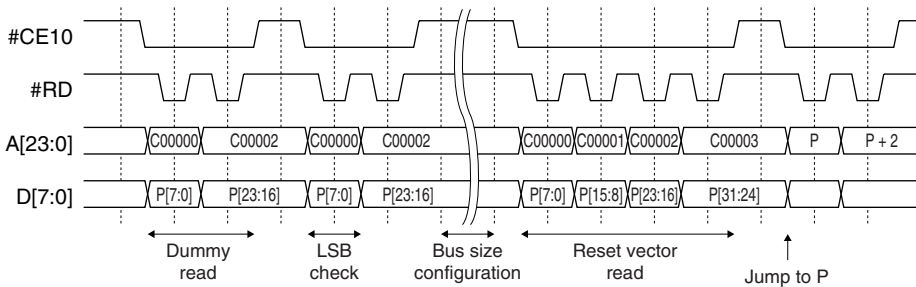 #CE10
#RD
A[23:0] C00000 C00002 C00000 C00002 C00000 C00001 C00002 C00003 P P + 2
D[7:0] P[7:0] P[23:16] P[7:0] P[23:16] P[7:0] P[15:8] P[23:16] P[31:24]
Dummy read
LSB check
Bus size configuration
Reset vector read
Jump to P